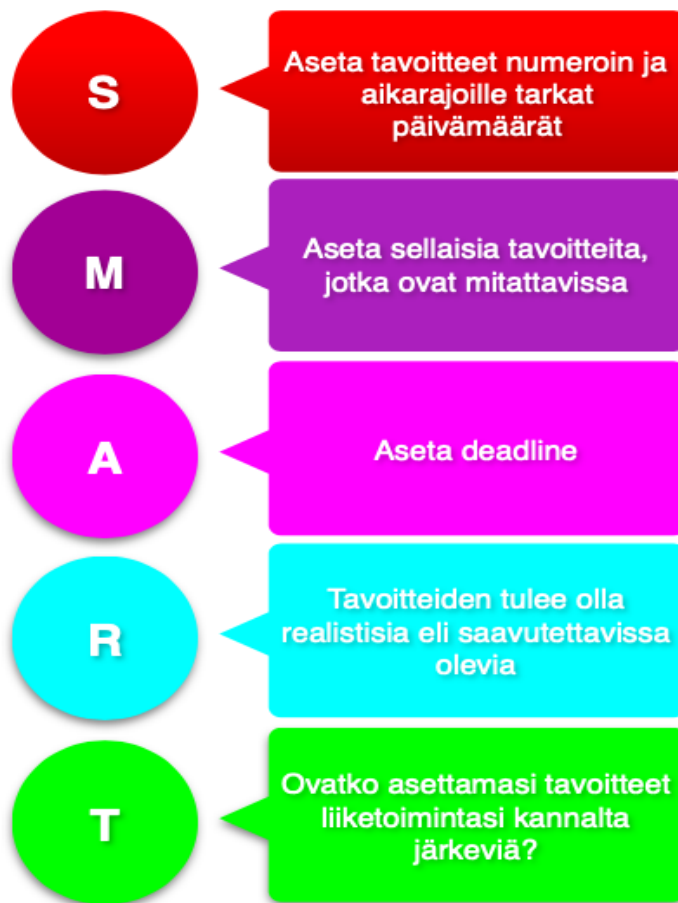 S
Aseta tavoitteet numeroin ja
aikarajoille tarkat
päivämäärät
M
Aseta sellaisia tavoitteita,
jotka ovat mitattavissa
A
Aseta deadline
R
Tavoitteiden tulee olla
realistisia eli saavutettavissa
olevia
T
Ovatko asettamasi tavoitteet
liiketoimintasi kannalta
järkeviä?